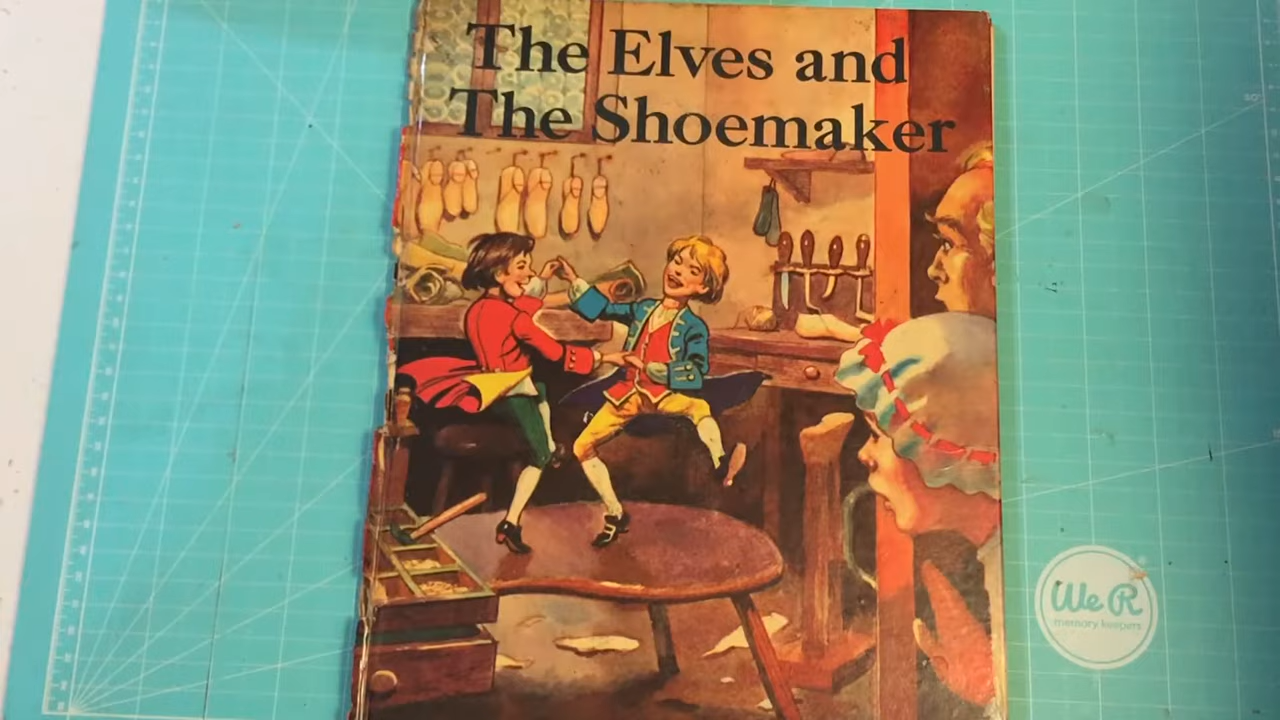 The Elves and
The Shoemaker
We R
memory keepers